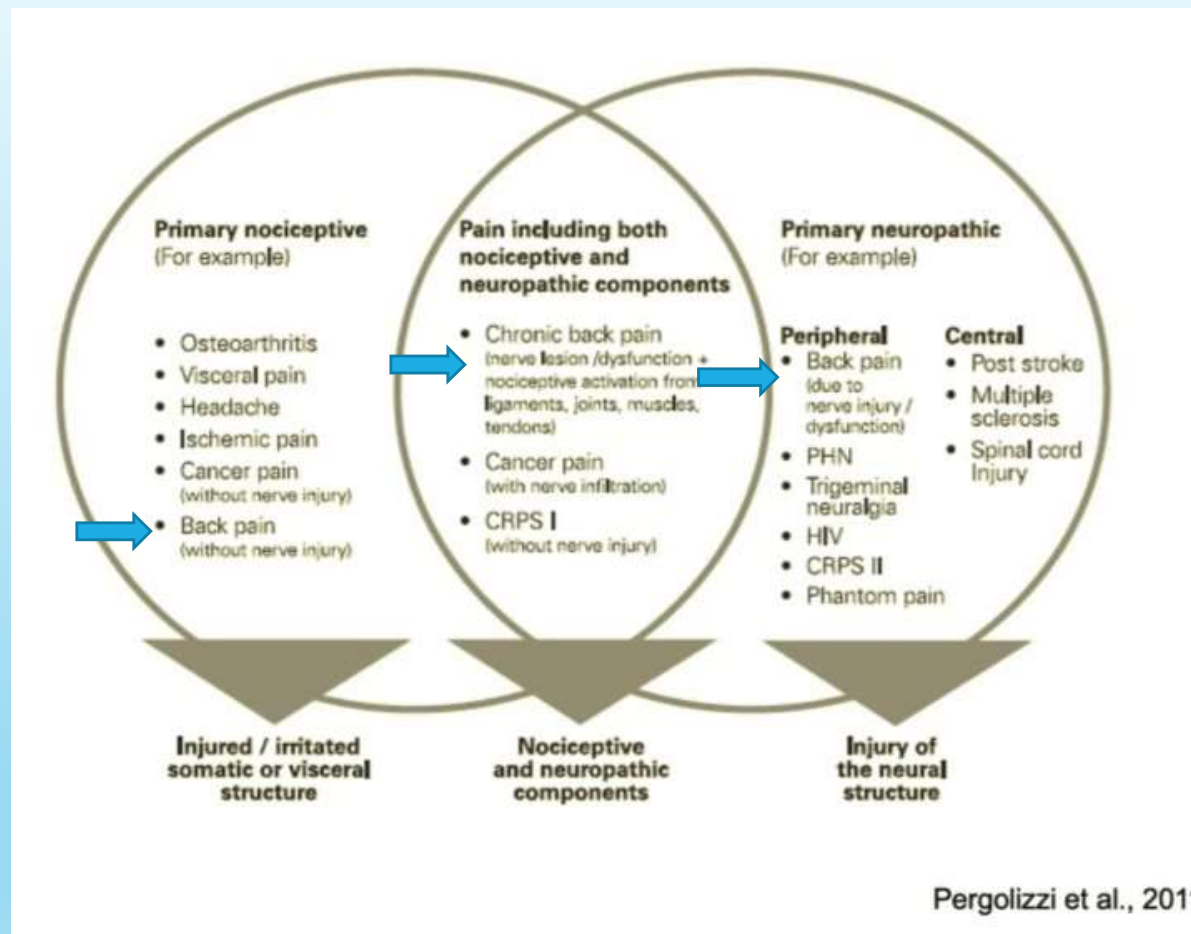 Primary nociceptive
(For example)
• Osteoarthritis
• Visceral pain
• Headache
• Ischemic pain
• Cancer pain
(without nerve injury)
• Back pain
(without nerve injury)
Pain including both
nociceptive and
neuropathic components
• Chronic back pain
(nerve lesion /dysfunction +
nociceptive activation from
ligaments, joints, muscles,
tendons)
• Cancer pain
(with nerve infiltration)
• CRPS I
(without nerve injury)
Primary neuropathic
(For example)
Peripheral
• Back pain
(due to
nerve injury /
dysfunction)
• PHN
• Trigeminal
neuralgia
• HIV
• CRPS II
• Phantom pain
Central
• Post stroke
• Multiple
sclerosis
• Spinal cord
Injury
Injured / irritated
somatic or visceral
structure
Nociceptive
and neuropathic
components
Injury of
the neural
structure
Pergolizzi et al.,